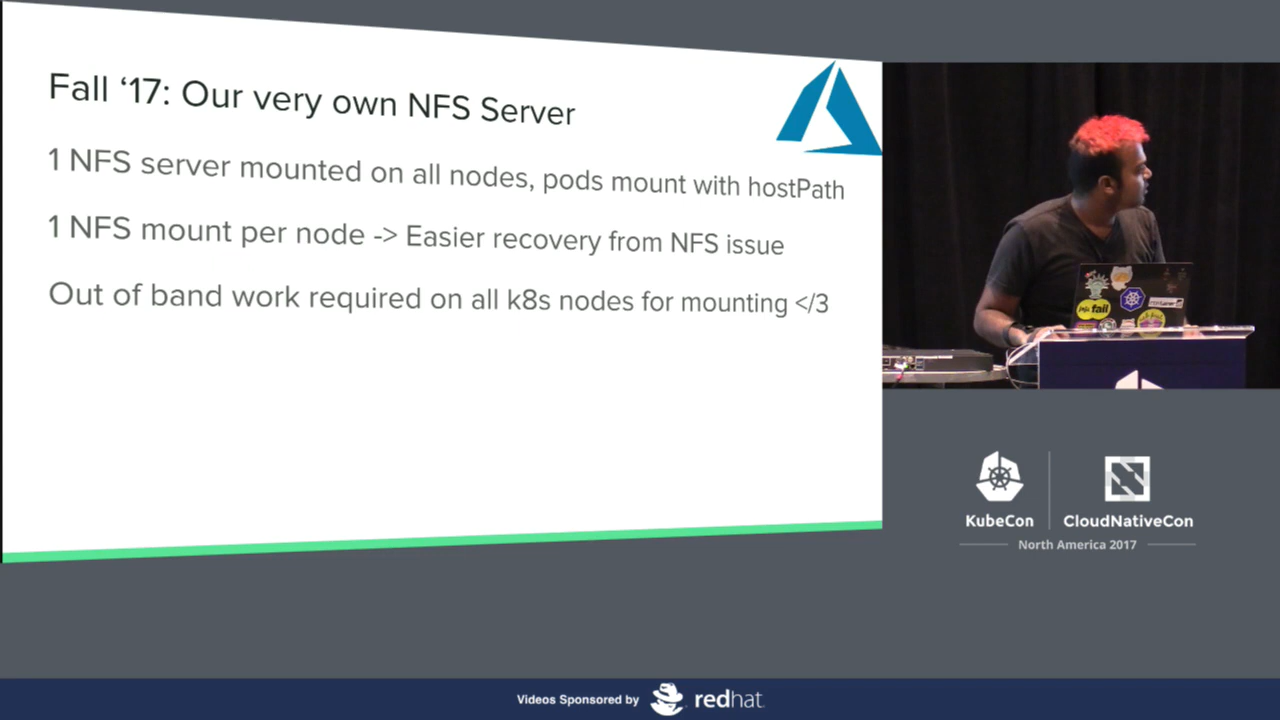 Fall ‘17: Our very own NFS Server
1 NFS server mounted on all nodes, pods mount with hostPath
1 NFS mount per node -> Easier recovery from NFS issue
Out of band work required on all k8s nodes for mounting </3
fail
KubeCon
CloudNativeCon
North America 2017
Videos Sponsored by redhat